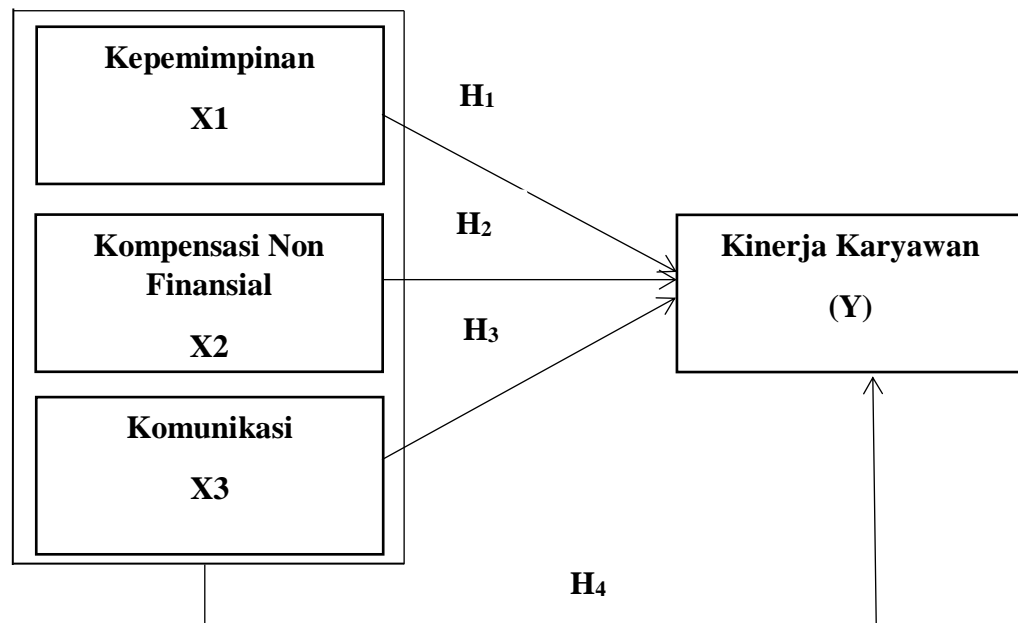 Kepemimpinan
X1
H₁
Kompensasi Non
Finansial
X2
H₂
Kinerja Karyawan
(Y)
H₃
Komunikasi
X3
H₄